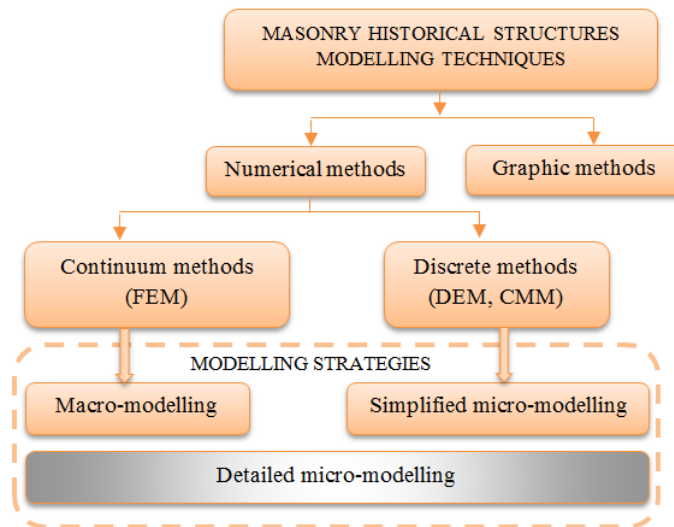 MASONRY HISTORICAL STRUCTURES
MODELLING TECHNIQUES
Numerical methods
Graphic methods
Continuum methods
(FEM)
Discrete methods
(DEM, CMM)
MODELLING STRATEGIES
Macro-modelling
Simplified micro-modelling
Detailed micro-modelling